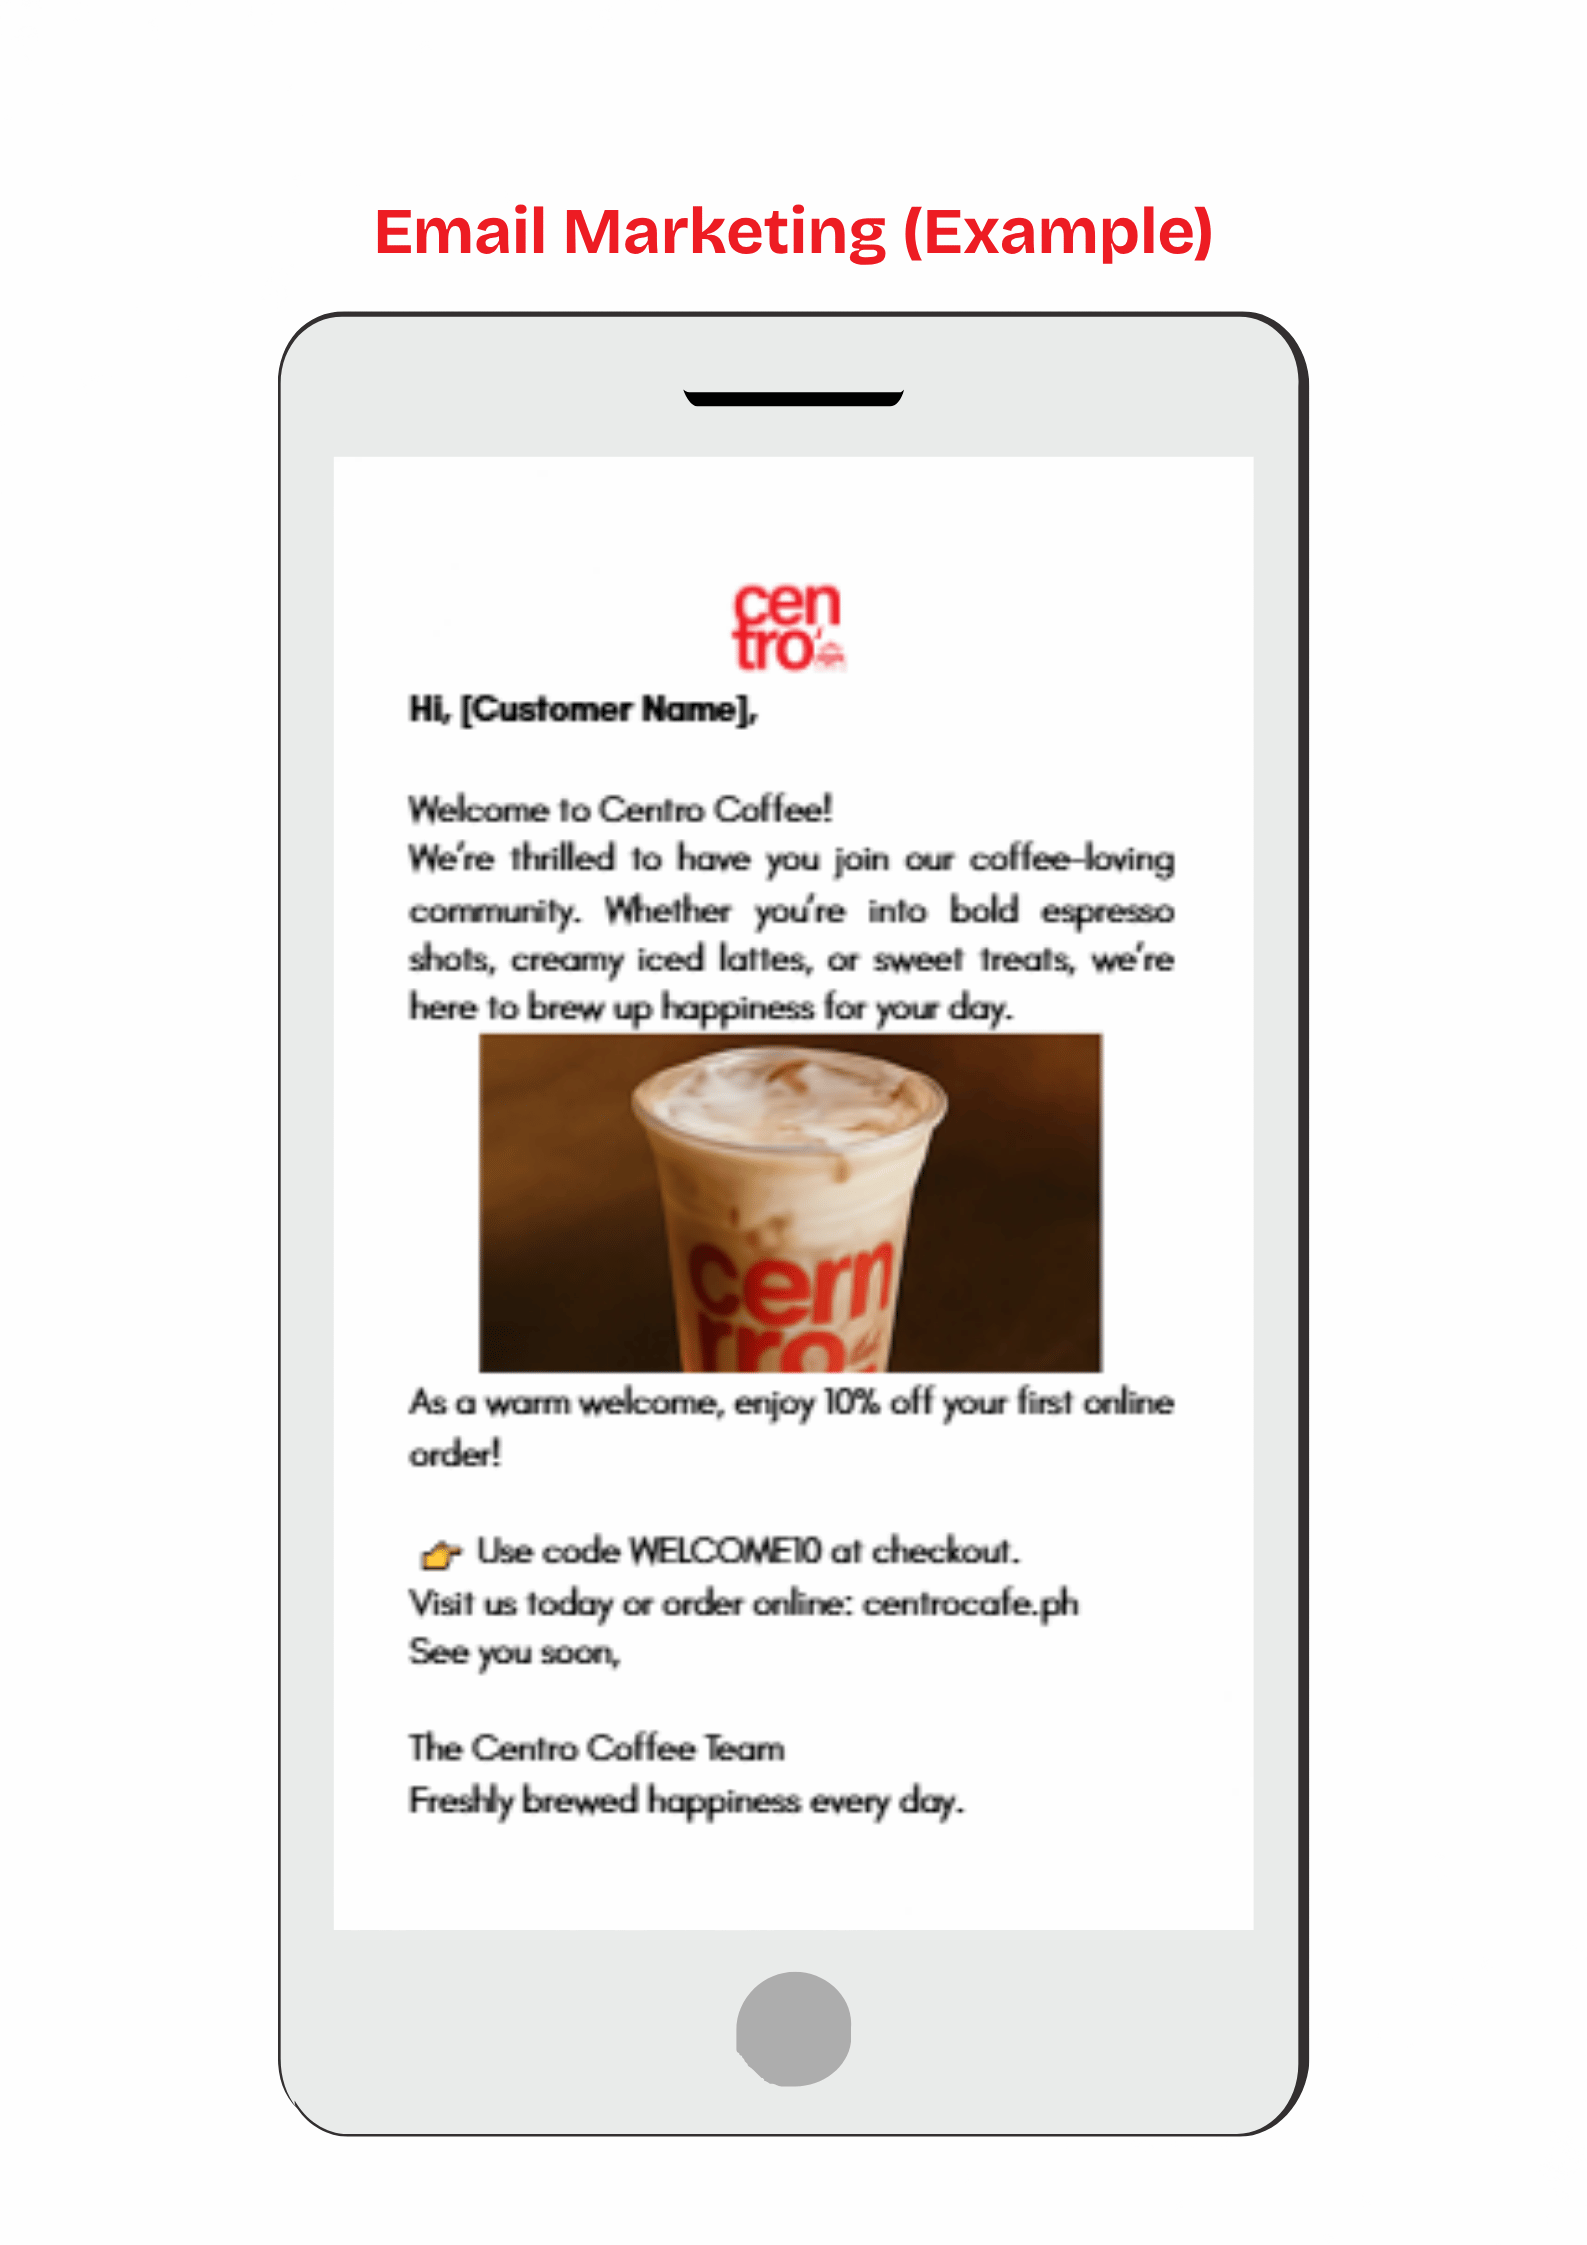 Email Marketing (Example)
cen
tro
Hi, [Customer Name],
Welcome to Centro Coffee!
We're thrilled to have you join our coffee-loving
community. Whether you're into bold espresso
shots, creamy iced lattes, or sweet treats, we're
here to brew up happiness for your day.
cern
rro
As a warm welcome, enjoy 10% off your first online
order!
👉 Use code WELCOME10 at checkout.
Visit us today or order online: centrocafe.ph
See you soon,
The Centro Coffee Team
Freshly brewed happiness every day.